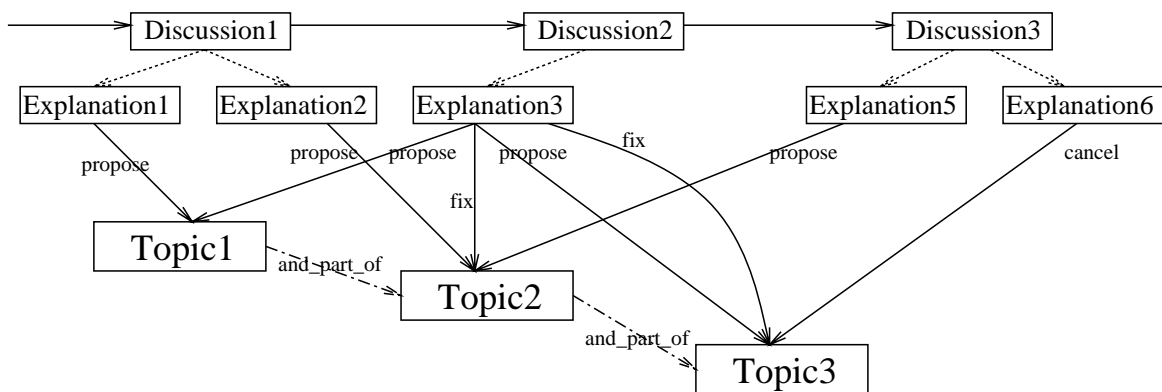 Discussion1
Discussion2
Discussion3
Explanation1
Explanation2
Explanation3
Explanation5
Explanation6
fix
propose
propose
propose
propose
propose
cancel
fix
Topic1
and_part_of
Topic2
and_part_of
Topic3